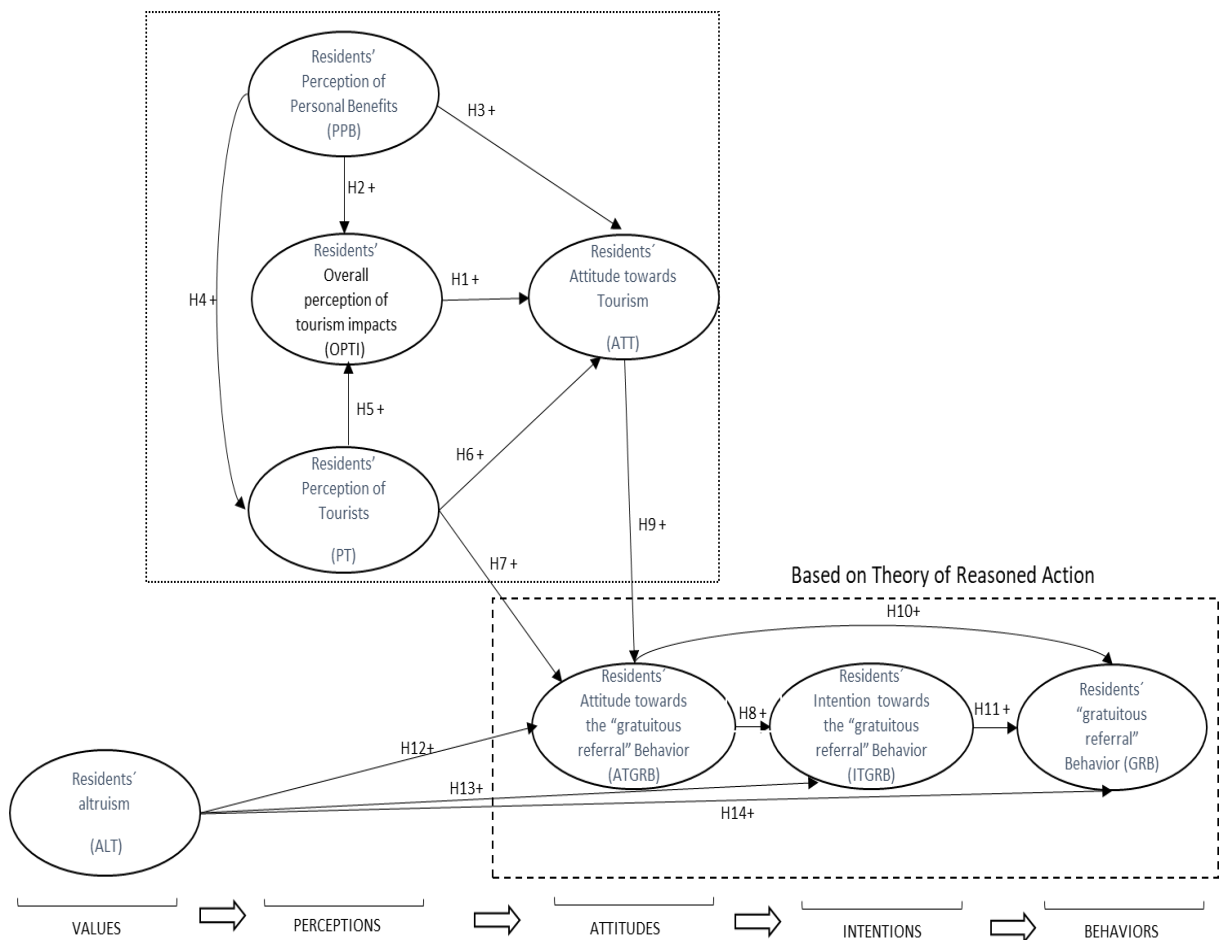 Residents'
Perception of
Personal Benefits
(PPB)
H3 +
H2 +
H4 +
Residents'
Overall
perception of
tourism impacts
(OPTI)
H1 +
Residents´
Attitude towards
Tourism
(ATT)
H5 +
H6 +
Residents'
Perception of
Tourists
(PT)
H9 +
H7 +
Based on Theory of Reasoned Action
H10+
Residents´
Attitude towards
the “gratuitous
referral” Behavior
(ATGRB)
H8 +
Residents´
Intention towards
the “gratuitous
referral” Behavior
(ITGRB)
H11 +
Residents´
“gratuitous
referral”
Behavior (GRB)
H12+
H13+
H14+
Residents´
altruism
(ALT)
VALUES
PERCEPTIONS
ATTITUDES
INTENTIONS
BEHAVIORS